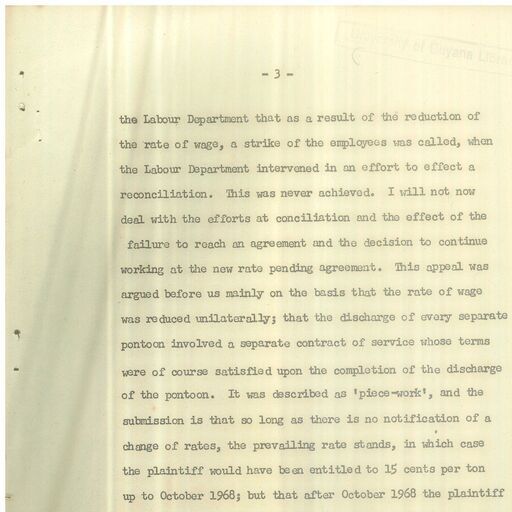 University of Guyana Library
- 3 -
the Labour Department that as a result of the reduction of
the rate of wage, a strike of the employees was called, when
the Labour Department intervened in an effort to effect a
reconciliation. This was never achieved. I will not now
deal with the efforts at conciliation and the effect of the
failure to reach an agreement and the decision to continue
working at the new rate pending agreement. This appeal was
argued before us mainly on the basis that the rate of wage
was reduced unilaterally; that the discharge of every separate
pontoon involved a separate contract of service whose terms
were of course satisfied upon the completion of the discharge
of the pontoon. It was described as 'piece-work', and the
submission is that so long as there is no notification of a
change of rates, the prevailing rate stands, in which case
the plaintiff would have been entitled to 15 cents per ton
up to October 1968; but that after October 1968 the plaintiff